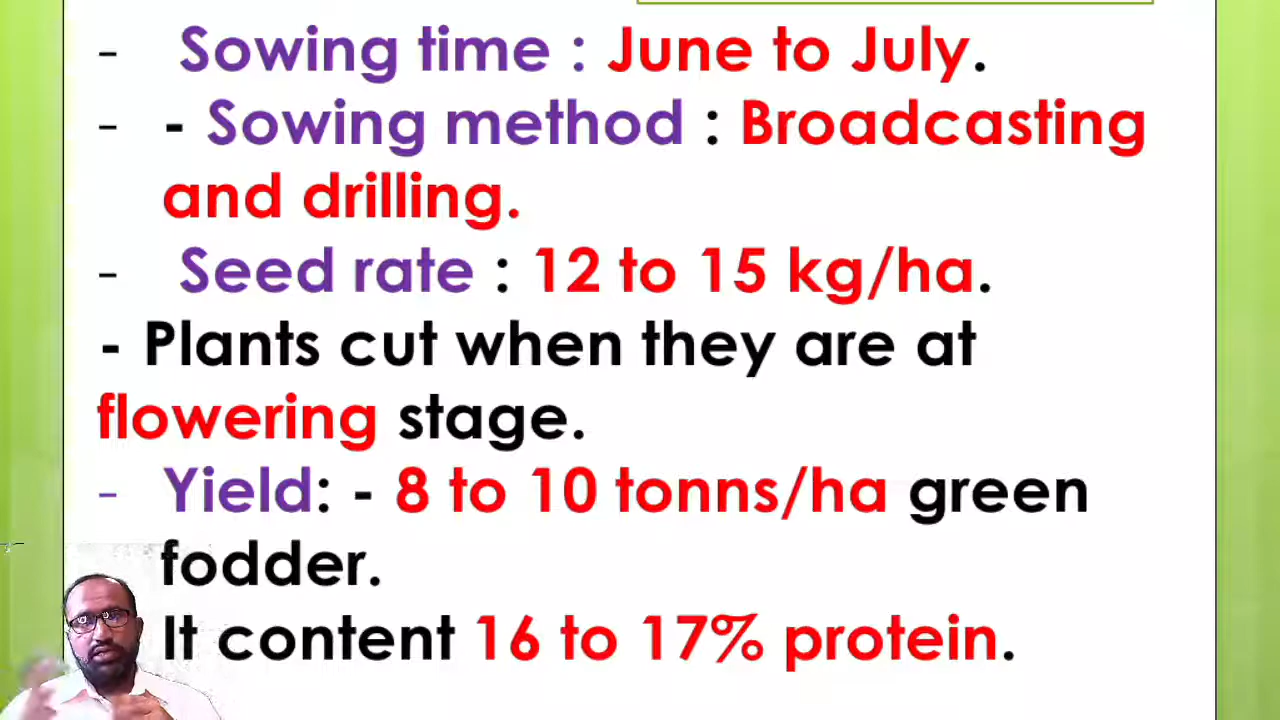 - Sowing time : June to July.
- - Sowing method : Broadcasting
and drilling.
- Seed rate : 12 to 15 kg/ha.
- Plants cut when they are at
flowering stage.
- Yield: - 8 to 10 tonns/ha green
fodder.
It content 16 to 17% protein.